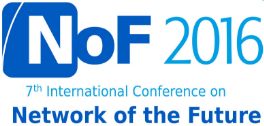 NoF 2016
7th International Conference on
Network of the Future